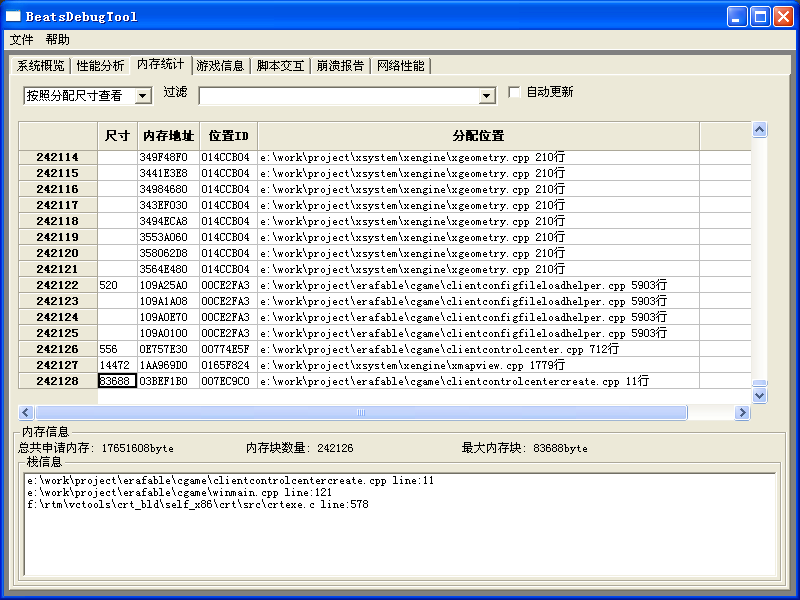 BeatsDebugTool
文件 帮助
系统概览 性能分析 内存统计 游戏信息 脚本交互 崩溃报告 网络性能
按照分配尺寸查看 过滤 自动更新
尺寸 内存地址 位置ID 分配位置
242114 349F48F0 014CCB04 e:\work\project\xsystem\xengine\xgeometry.cpp 210行
242115 3441E3E8 014CCB04 e:\work\project\xsystem\xengine\xgeometry.cpp 210行
242116 34984680 014CCB04 e:\work\project\xsystem\xengine\xgeometry.cpp 210行
242117 343EF030 014CCB04 e:\work\project\xsystem\xengine\xgeometry.cpp 210行
242118 3494ECA8 014CCB04 e:\work\project\xsystem\xengine\xgeometry.cpp 210行
242119 3553A060 014CCB04 e:\work\project\xsystem\xengine\xgeometry.cpp 210行
242120 358062D8 014CCB04 e:\work\project\xsystem\xengine\xgeometry.cpp 210行
242121 3564E480 014CCB04 e:\work\project\xsystem\xengine\xgeometry.cpp 210行
242122 520 109A25A0 00CE2FA3 e:\work\project\erafable\cgame\clientconfigfileloadhelper.cpp 5903行
242123 109A1A08 00CE2FA3 e:\work\project\erafable\cgame\clientconfigfileloadhelper.cpp 5903行
242124 109A0E70 00CE2FA3 e:\work\project\erafable\cgame\clientconfigfileloadhelper.cpp 5903行
242125 109A0100 00CE2FA3 e:\work\project\erafable\cgame\clientconfigfileloadhelper.cpp 5903行
242126 556 0E757E30 00774E5F e:\work\project\erafable\cgame\clientcontrolcenter.cpp 712行
242127 14472 1AA969D0 0165F824 e:\work\project\xsystem\xengine\xmapview.cpp 1779行
242128 83688 03BEF1B0 007EC9C0 e:\work\project\erafable\cgame\clientcontrolcentercreate.cpp 11行
内存信息
总共申请内存: 17651608byte 内存块数量: 242126 最大内存块: 83688byte
栈信息
e:\work\project\erafable\cgame\clientcontrolcentercreate.cpp line:11
e:\work\project\erafable\cgame\winmain.cpp line:121
f:\rtm\vctools\crt_bld\self_x86\crt\src\crtexe.c line:578